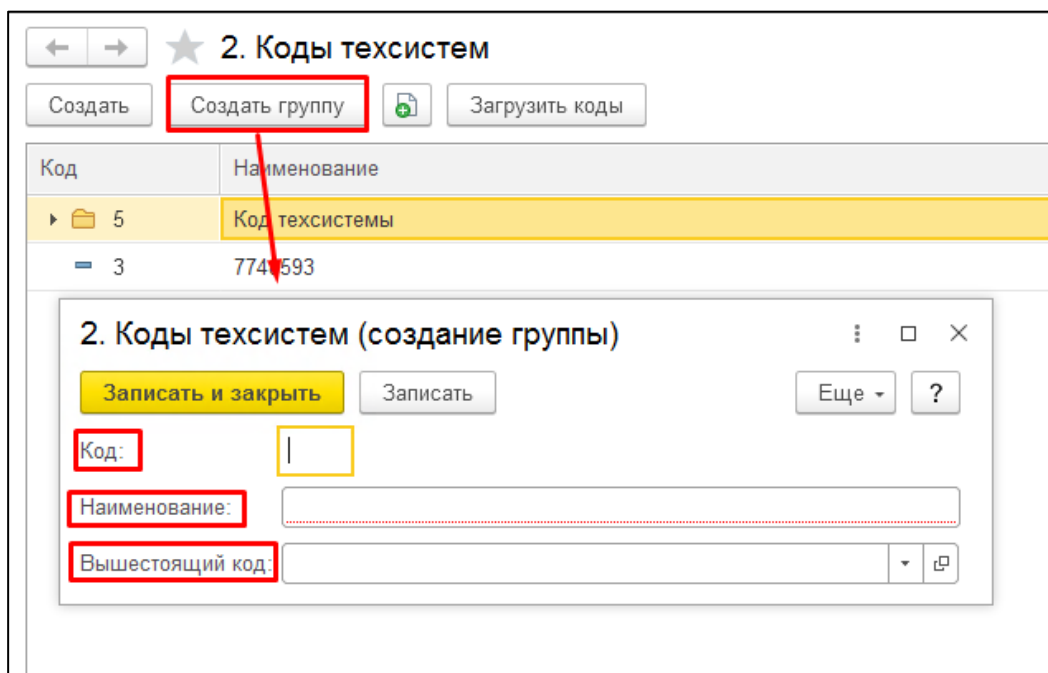 2. Коды техсистем
Создать Создать группу Загрузить коды
Код Наименование
5 Код техсистемы
3 7746593
2. Коды техсистем (создание группы)
Записать и закрыть Записать Еще ?
Код:
Наименование:
Вышестоящий код: